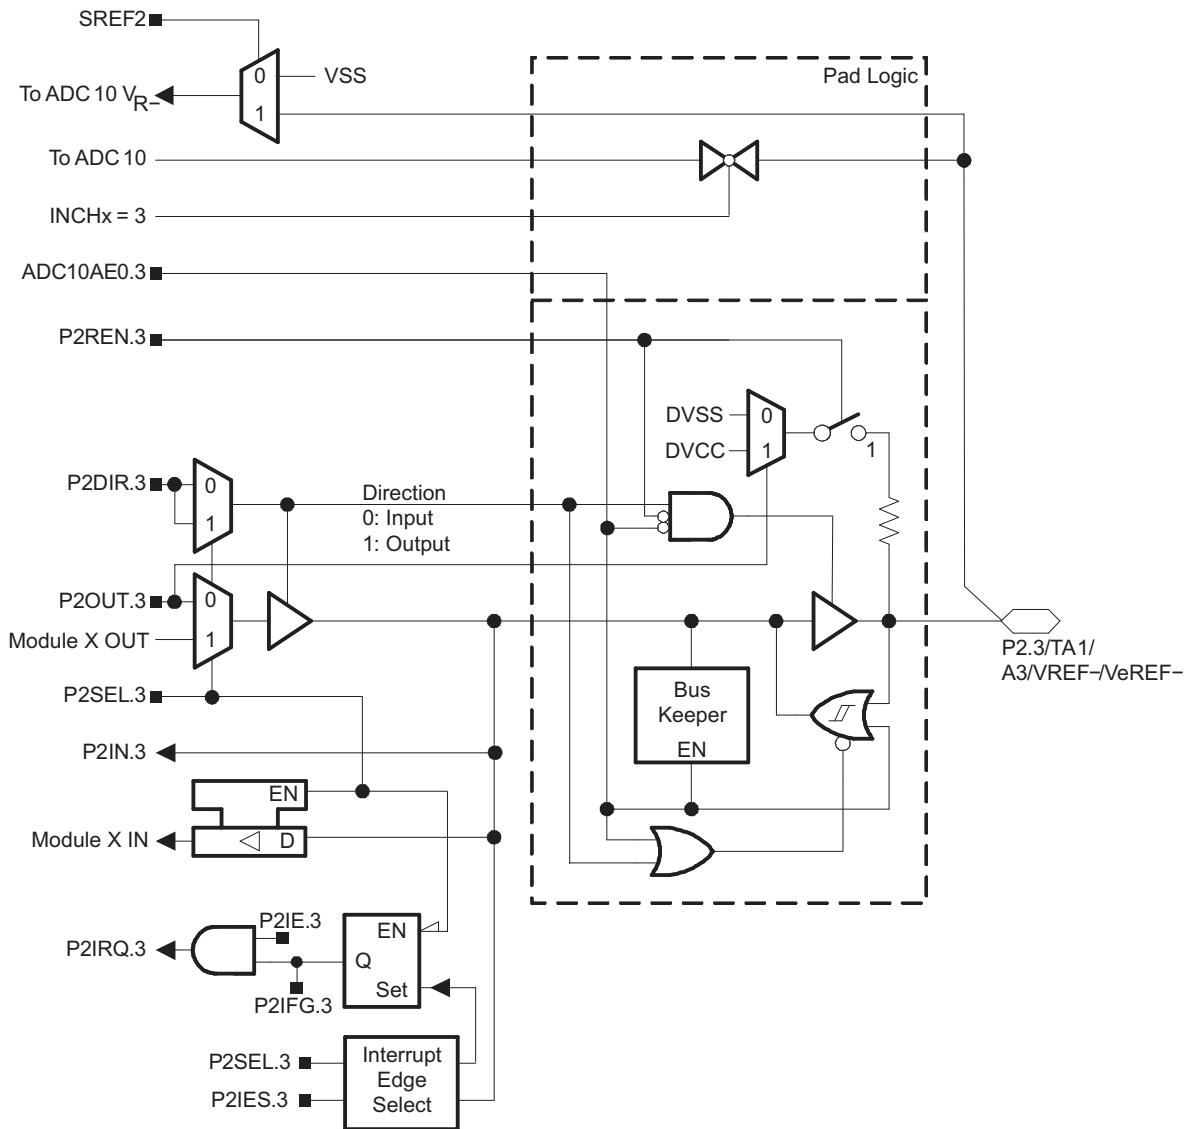 SREF2
0
VSS
To ADC 10 VR−
1
Pad Logic
To ADC 10
INCHx = 3
ADC10AE0.3
P2REN.3
DVSS
0
DVCC
1
1
P2DIR.3
0
1
Direction
0: Input
1: Output
P2OUT.3
0
Module X OUT
1
P2SEL.3
P2.3/TA1/
A3/VREF−/VeREF−
Bus
Keeper
EN
P2IN.3
EN
Module X IN
D
P2IE.3
P2IRQ.3
EN
Q
Set
P2IFG.3
P2SEL.3
P2IES.3
Interrupt
Edge
Select